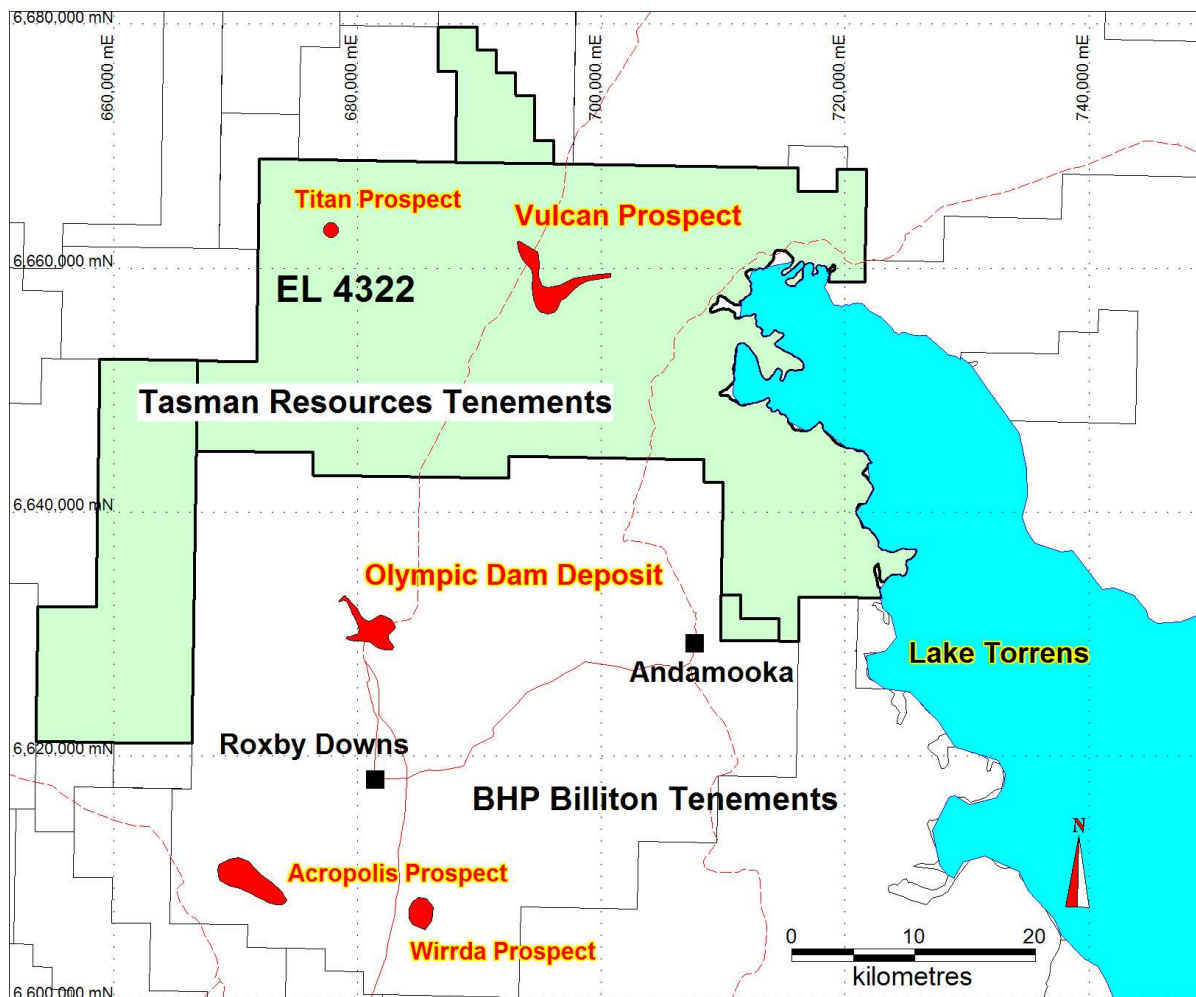 6,680,000 mN
660,000 mE
680,000 mE
700,000 mE
720,000 mE
740,000 mE
Titan Prospect
Vulcan Prospect
6,660,000 mN
EL 4322
Tasman Resources Tenements
6,640,000 mN
Olympic Dam Deposit
Lake Torrens
Andamooka
Roxby Downs
6,620,000 mN
BHP Billiton Tenements
N
Acropolis Prospect
Wirrda Prospect
0 10 20
kilometres
6,600,000 mN